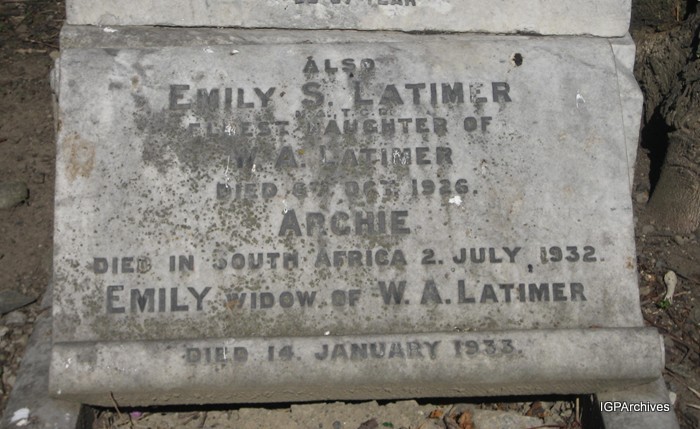 ALSO
EMILY S. LATIMER
ELDEST DAUGHTER OF
W. A. LATIMER
DIED 4TH OCT. 1926.
ARCHIE
DIED IN SOUTH AFRICA 2. JULY, 1932.
EMILY WIDOW OF W. A. LATIMER
DIED 14. JANUARY 1933.
IGPArchives